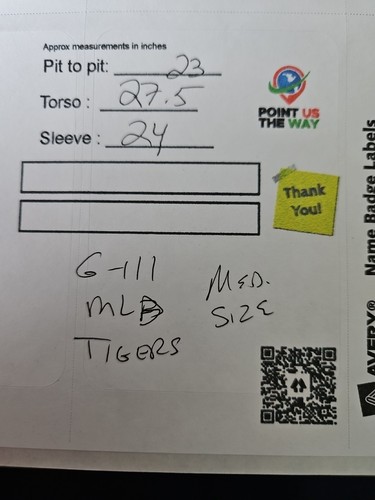 Approx measurements in inches
Pit to pit: 23
Torso : 27.5
Sleeve : 24
POINT US
THE WAY
Thank
You!
G-111
MLB
TIGERS
MED.
SIZE
AVERY® Name Badge Labels